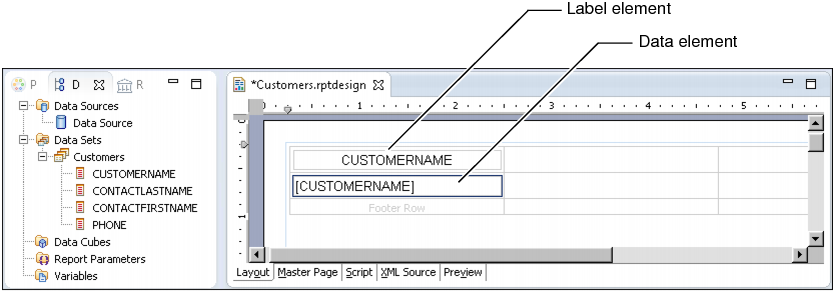 Label element
Data element
P D R
*Customers.rptdesign
0 1 2 3 4 5
Data Sources
Data Source
Data Sets
Customers
CUSTOMERNAME
CONTACTLASTNAME
CONTACTFIRSTNAME
PHONE
Data Cubes
Report Parameters
Variables
CUSTOMERNAME
[CUSTOMERNAME]
Footer Row
0
1
Layout Master Page Script XML Source Preview